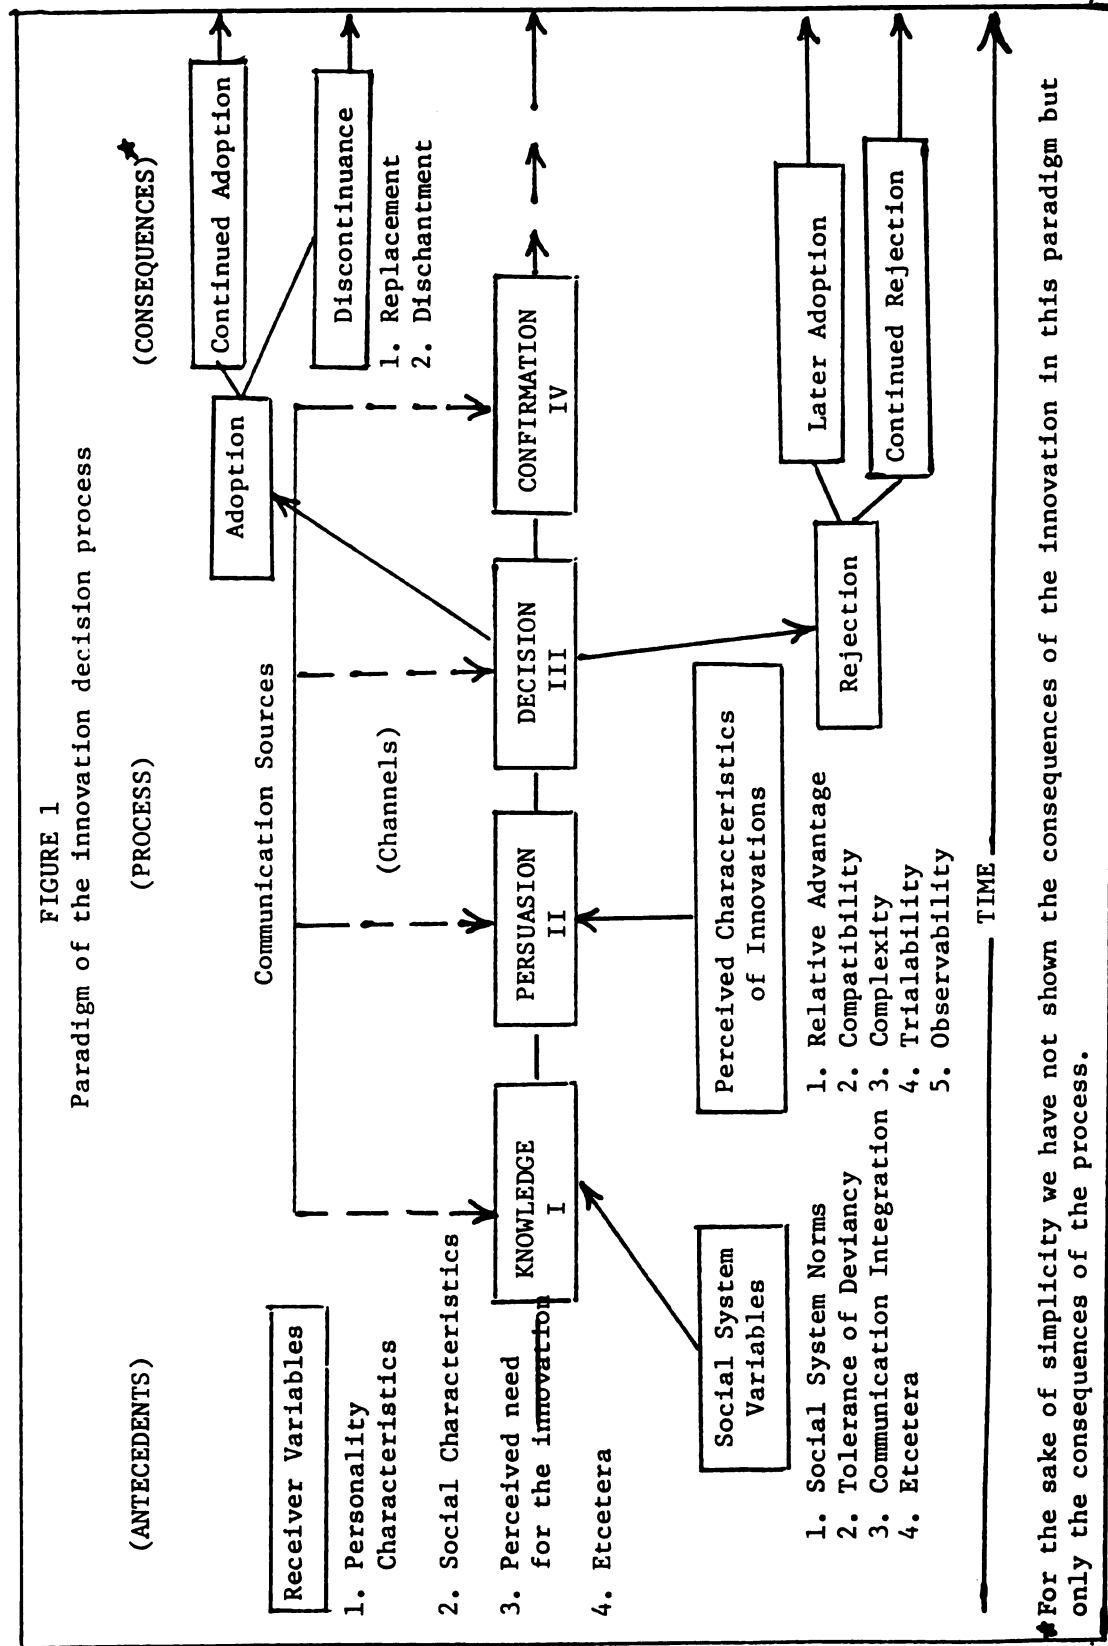 FIGURE 1
Paradigm of the innovation decision process
(ANTECEDENTS)
(PROCESS)
(CONSEQUENCES)★
Receiver Variables
1. Personality
Characteristics
2. Social Characteristics
3. Perceived need
for the innovation
4. Etcetera
Communication Sources
(Channels)
KNOWLEDGE
I
PERSUASION
II
DECISION
III
CONFIRMATION
IV
Adoption
Continued Adoption
Discontinuance
1. Replacement
2. Dischantment
Social System
Variables
1. Social System Norms
2. Tolerance of Deviancy
3. Communication Integration
4. Etcetera
Perceived Characteristics
of Innovations
1. Relative Advantage
2. Compatibility
3. Complexity
4. Trialability
5. Observability
Rejection
Later Adoption
Continued Rejection
TIME
★For the sake of simplicity we have not shown the consequences of the innovation in this paradigm but
only the consequences of the process.